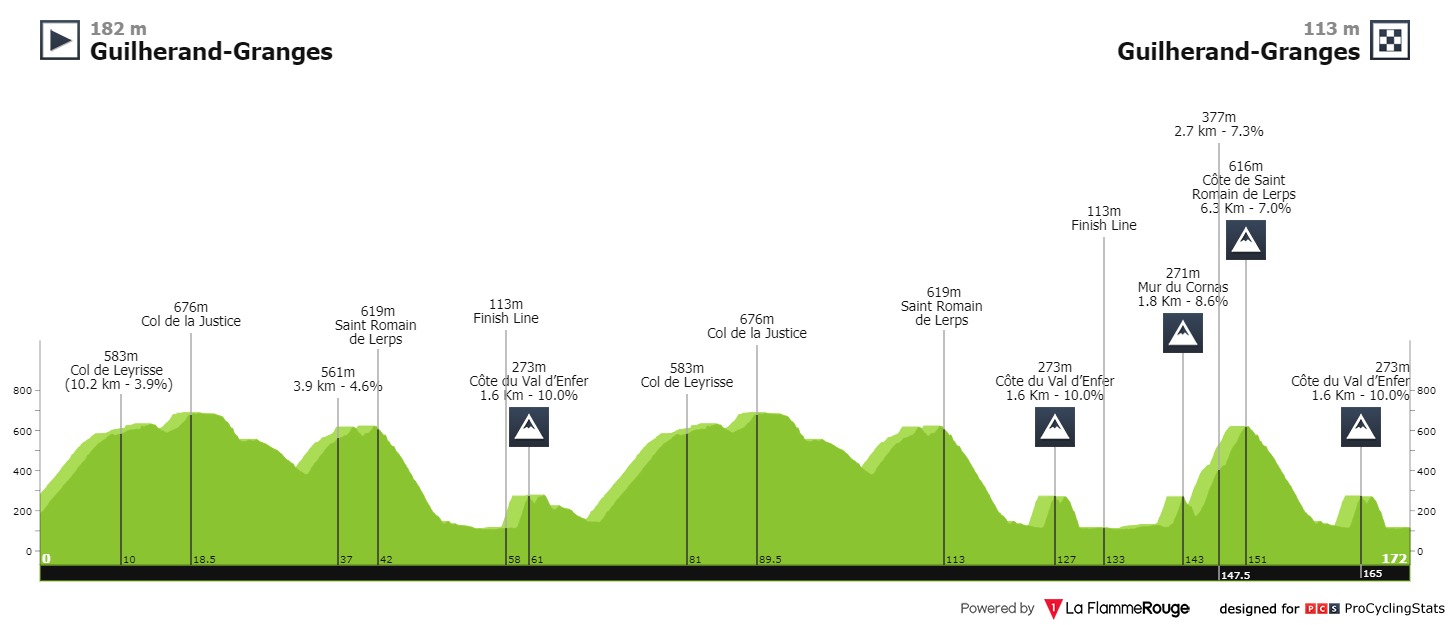 182 m
Guilherand-Granges
113 m
Guilherand-Granges
377m
2.7 km - 7.3%
616m
Côte de Saint
Romain de Lerps
6.3 Km - 7.0%
113m
Finish Line
271m
Mur du Cornas
1.8 Km - 8.6%
676m
Col de la Justice
619m
Saint Romain
de Lerps
113m
Finish Line
676m
Col de la Justice
619m
Saint Romain
de Lerps
583m
Col de Leyrisse
(10.2 km - 3.9%)
561m
3.9 km - 4.6%
273m
Côte du Val d’Enfer
1.6 Km - 10.0%
583m
Col de Leyrisse
273m
Côte du Val d’Enfer
1.6 Km - 10.0%
273m
Côte du Val d’Enfer
1.6 Km - 10.0%
800 800
600 600
400 400
200 200
0 0
0 10 18.5 37 42 58 61 81 89.5 113 127 133 143 151 172
147.5 165
Powered by 1 La FlammeRouge designed for PCS ProCyclingStats